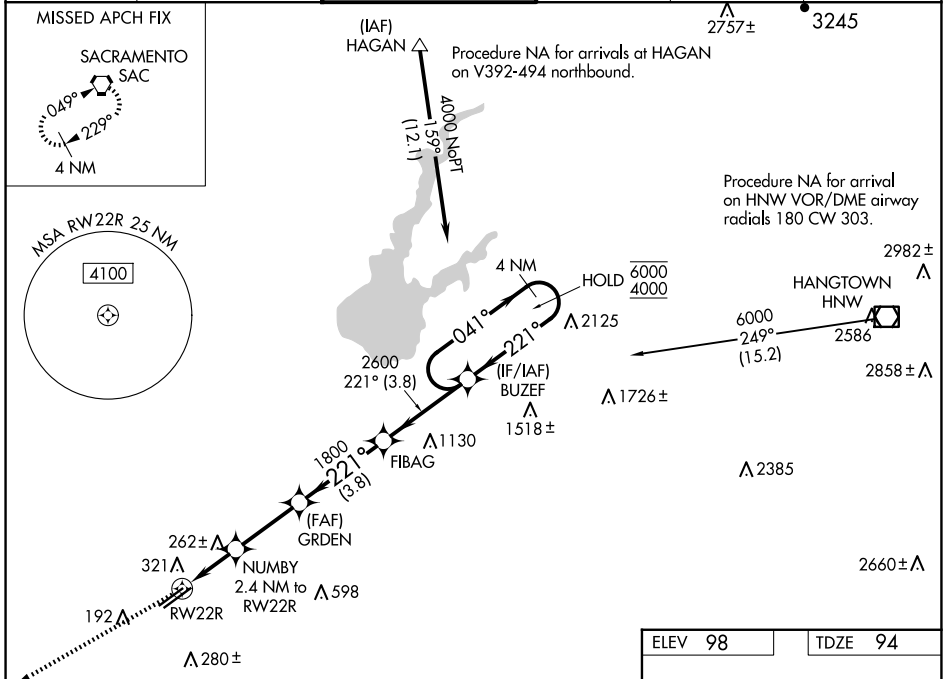 MISSED APCH FIX
SACRAMENTO
SAC
049°
229°
4 NM
(IAF)
HAGAN
Procedure NA for arrivals at HAGAN
on V392-494 northbound.
2757±
3245
4000 NoPT
159°
(12.1)
Procedure NA for arrival
on HNW VOR/DME airway
radials 180 CW 303.
MSA RW22R 25 NM
4100
2982±
4 NM
HOLD
6000
4000
HANGTOWN
HNW
2586
041°
221°
2125
6000
249°
(15.2)
2600
221° (3.8)
(IF/IAF)
BUZEF
2858±
1726±
1518±
1130
FIBAG
1800
221°
(3.8)
2385
(FAF)
GRDEN
262±
321
NUMBY
2.4 NM to
RW22R
598
2660±
RW22R
192
280±
ELEV 98
TDZE 94